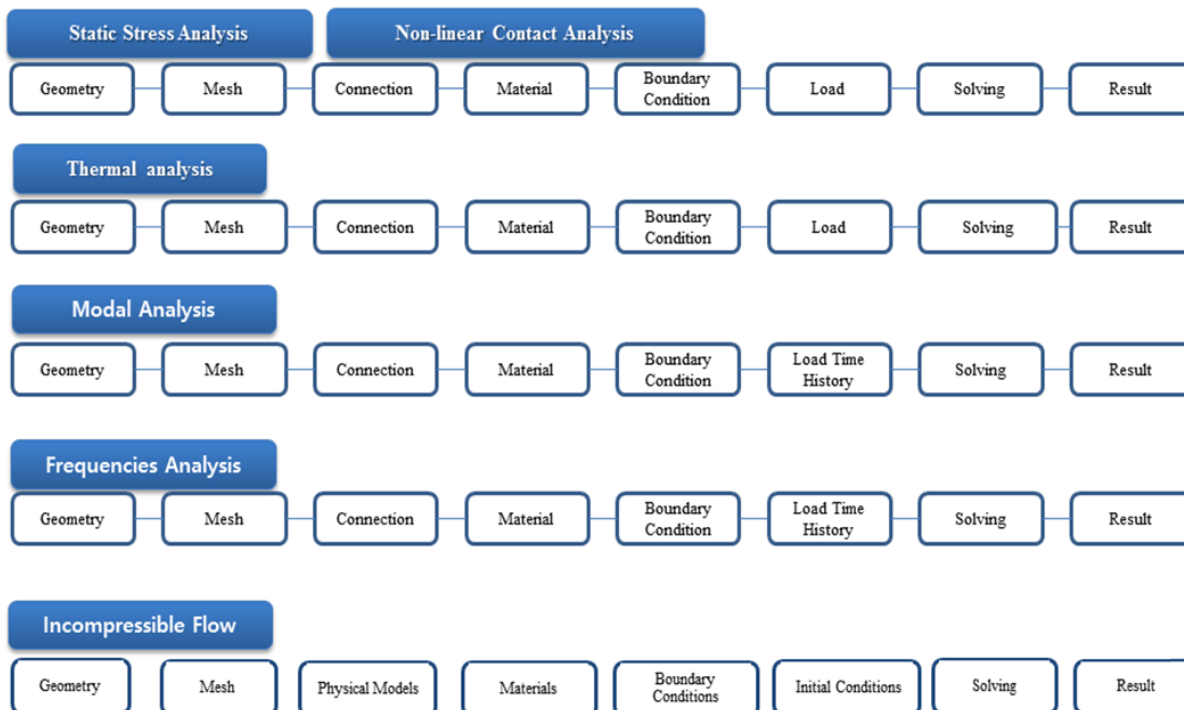 Static Stress Analysis Non-linear Contact Analysis
Geometry Mesh Connection Material Boundary Condition Load Solving Result
Thermal analysis
Geometry Mesh Connection Material Boundary Condition Load Solving Result
Modal Analysis
Geometry Mesh Connection Material Boundary Condition Load Time History Solving Result
Frequencies Analysis
Geometry Mesh Connection Material Boundary Condition Load Time History Solving Result
Incompressible Flow
Geometry Mesh Physical Models Materials Boundary Conditions Initial Conditions Solving Result